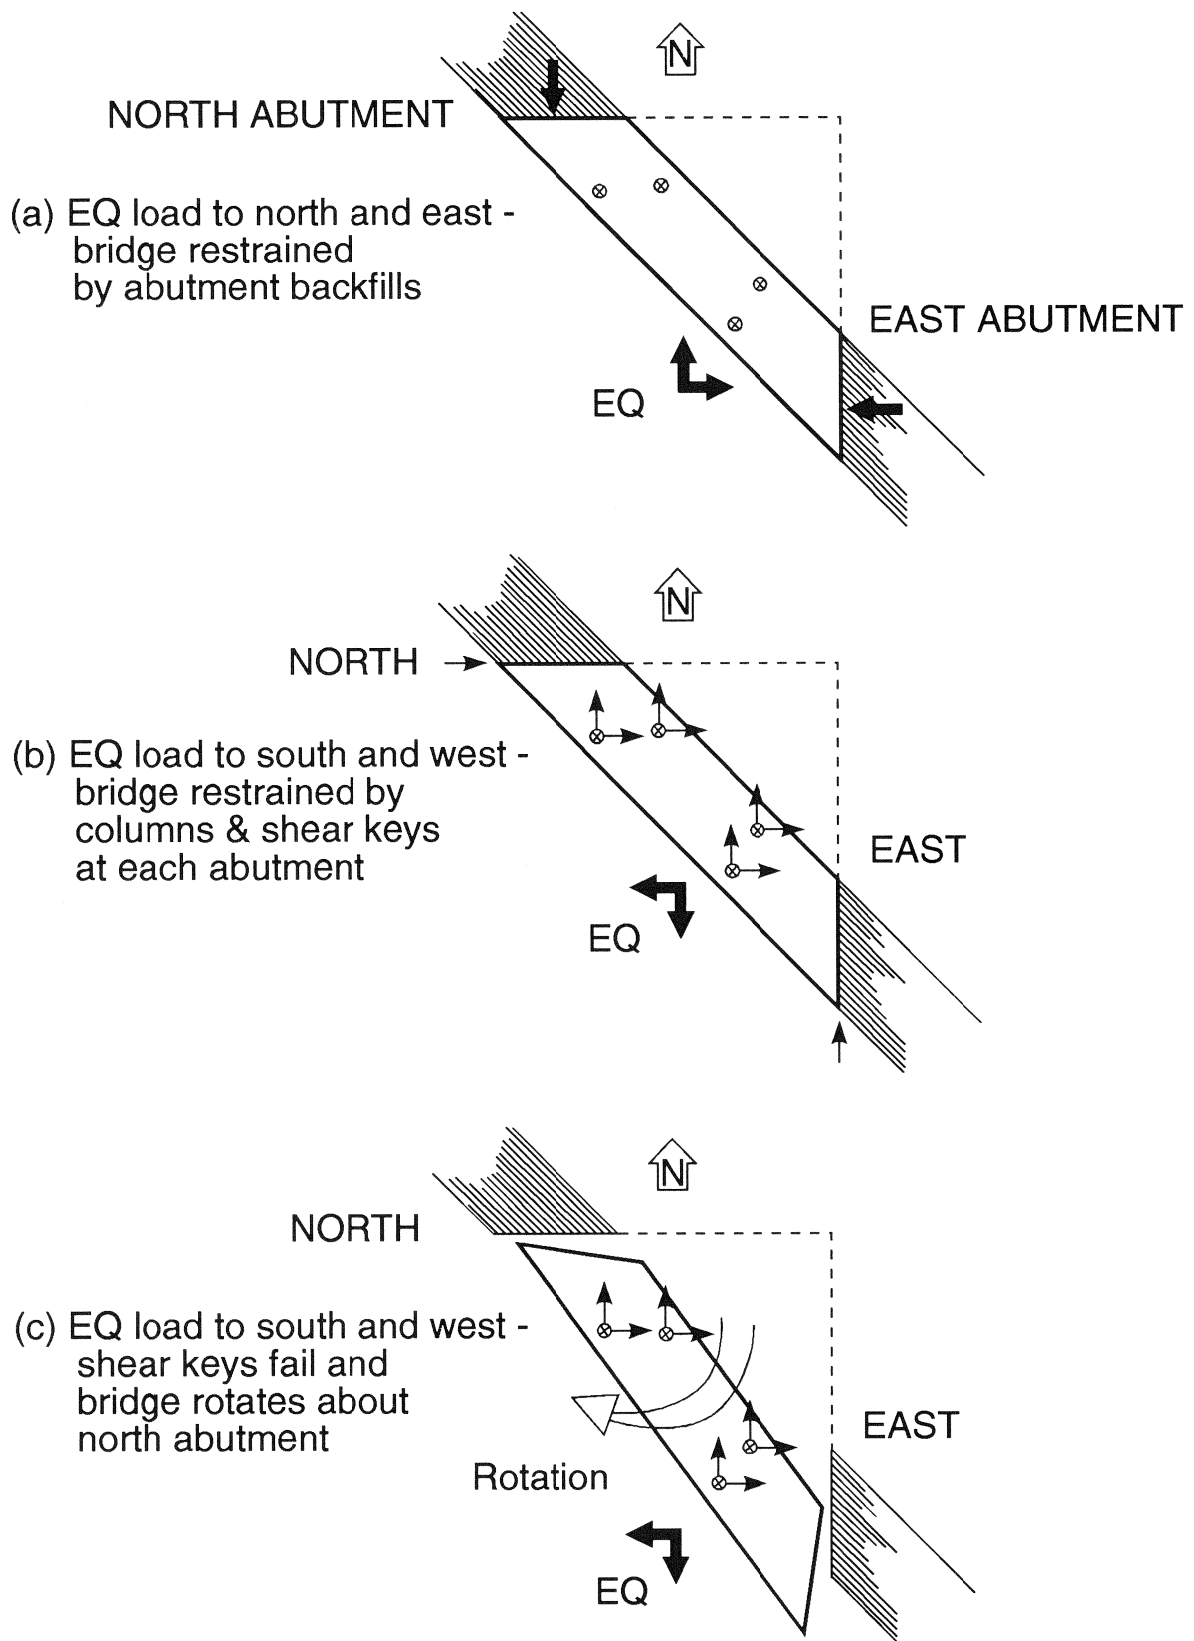 N
NORTH ABUTMENT
(a) EQ load to north and east -
bridge restrained
by abutment backfills
EAST ABUTMENT
EQ
N
NORTH
(b) EQ load to south and west -
bridge restrained by
columns & shear keys
at each abutment
EAST
EQ
N
NORTH
(c) EQ load to south and west -
shear keys fail and
bridge rotates about
north abutment
EAST
Rotation
EQ